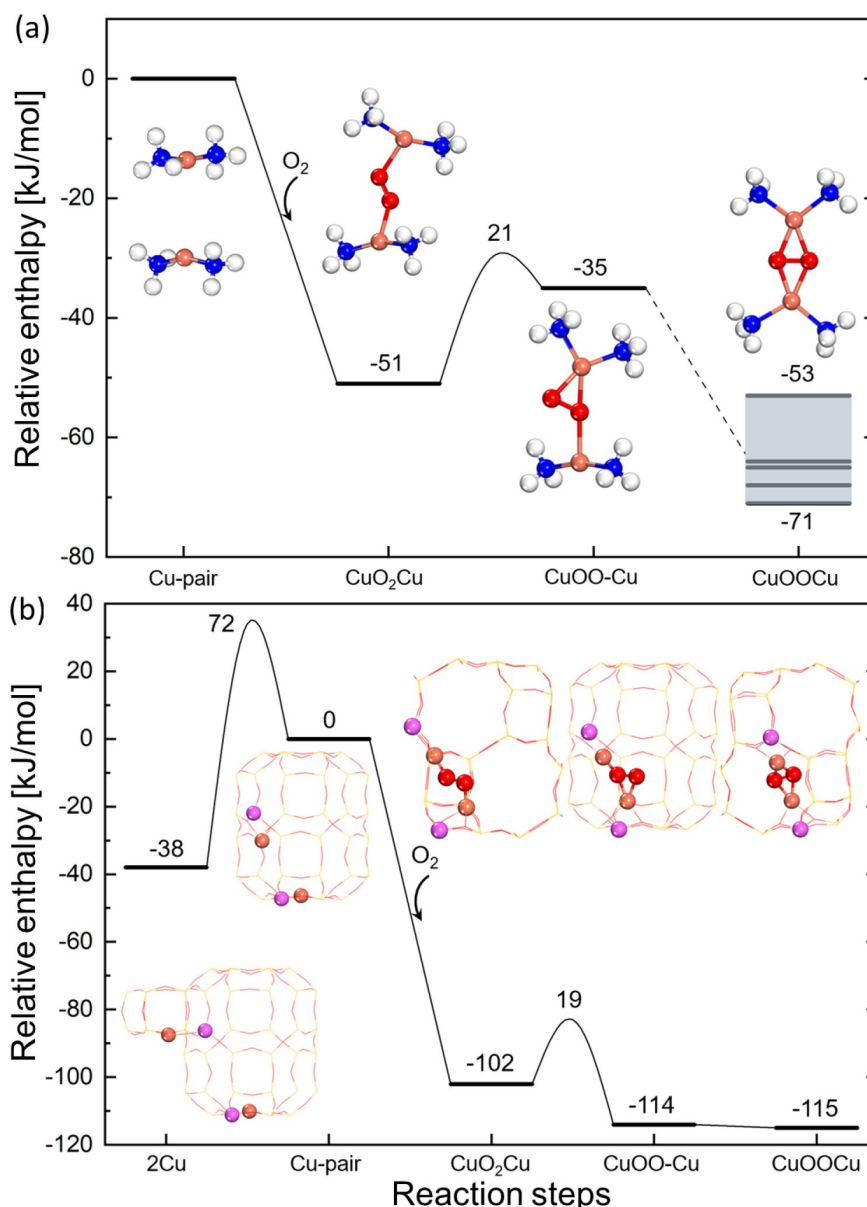 (a)
0
-20
-40
-60
-80
Relative enthalpy [kJ/mol]
O₂
-51
21
-35
-53
-71
Cu-pair
CuO₂Cu
CuOO-Cu
CuOOCu
(b)
40
20
0
-20
-40
-60
-80
-100
-120
Relative enthalpy [kJ/mol]
72
0
-38
O₂
-102
19
-114
-115
2Cu
Cu-pair
CuO₂Cu
CuOO-Cu
CuOOCu
Reaction steps